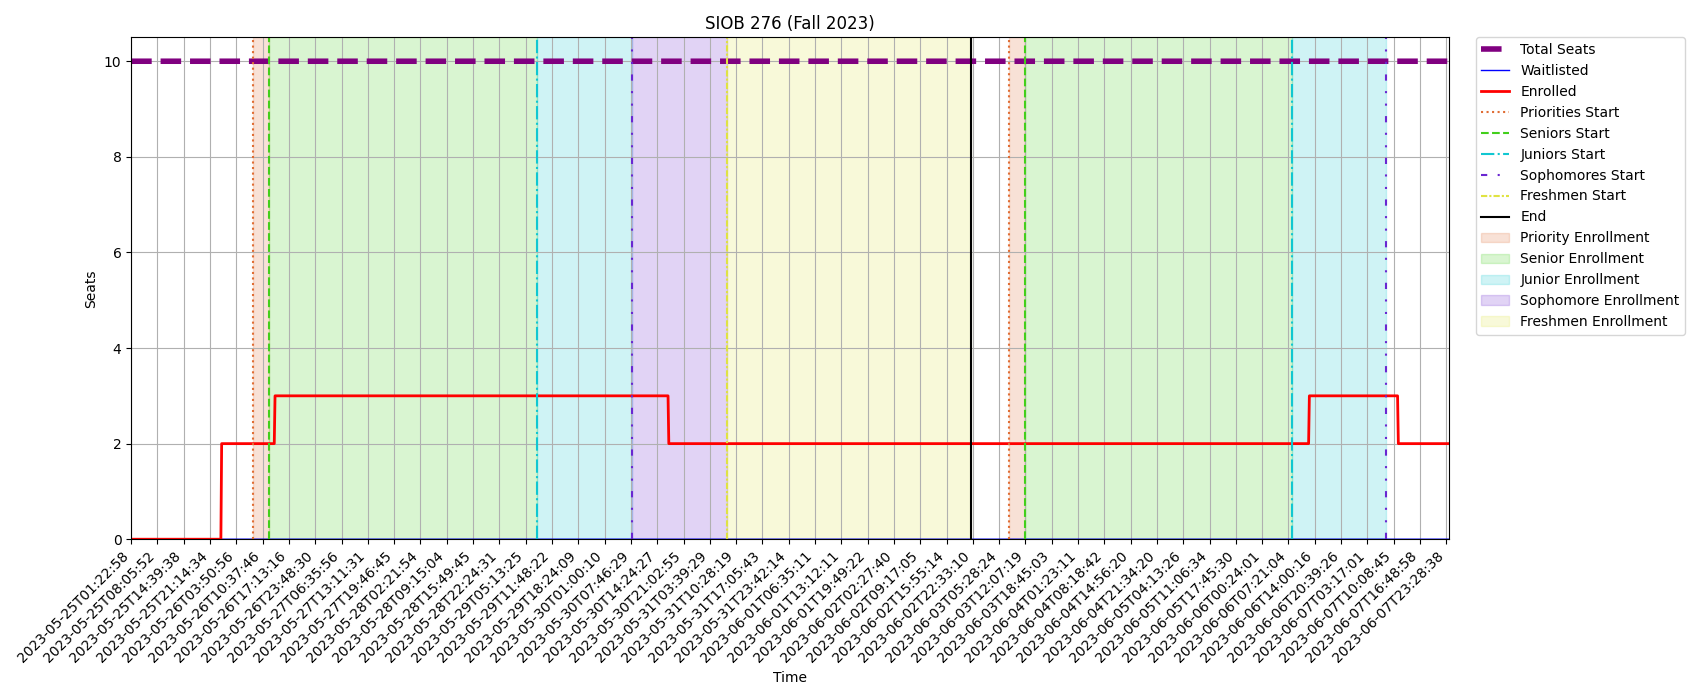 SIOB 276 (Fall 2023)
Seats
10
8
6
4
2
0
2023-05-25T01:22:58
2023-05-25T08:05:52
2023-05-25T14:39:38
2023-05-25T21:14:34
2023-05-26T03:50:56
2023-05-26T10:37:46
2023-05-26T17:13:16
2023-05-26T23:48:30
2023-05-27T06:35:56
2023-05-27T13:11:31
2023-05-27T19:46:45
2023-05-28T02:21:54
2023-05-28T09:15:04
2023-05-28T15:49:45
2023-05-28T22:24:31
2023-05-29T05:13:25
2023-05-29T11:48:22
2023-05-29T18:24:09
2023-05-30T01:00:10
2023-05-30T07:46:29
2023-05-30T14:24:27
2023-05-30T21:02:55
2023-05-31T03:39:29
2023-05-31T10:28:19
2023-05-31T17:05:43
2023-05-31T23:42:14
2023-06-01T06:35:11
2023-06-01T13:12:11
2023-06-01T19:49:22
2023-06-02T02:27:40
2023-06-02T09:17:05
2023-06-02T15:55:14
2023-06-02T22:33:10
2023-06-03T05:28:24
2023-06-03T12:07:19
2023-06-03T18:45:03
2023-06-04T01:23:11
2023-06-04T08:18:42
2023-06-04T14:56:20
2023-06-04T21:34:20
2023-06-05T04:13:26
2023-06-05T11:06:34
2023-06-05T17:45:30
2023-06-06T00:24:01
2023-06-06T07:21:04
2023-06-06T14:00:16
2023-06-06T20:39:26
2023-06-07T03:17:01
2023-06-07T10:08:45
2023-06-07T16:48:58
2023-06-07T23:28:38
Time
Total Seats
Waitlisted
Enrolled
Priorities Start
Seniors Start
Juniors Start
Sophomores Start
Freshmen Start
End
Priority Enrollment
Senior Enrollment
Junior Enrollment
Sophomore Enrollment
Freshmen Enrollment